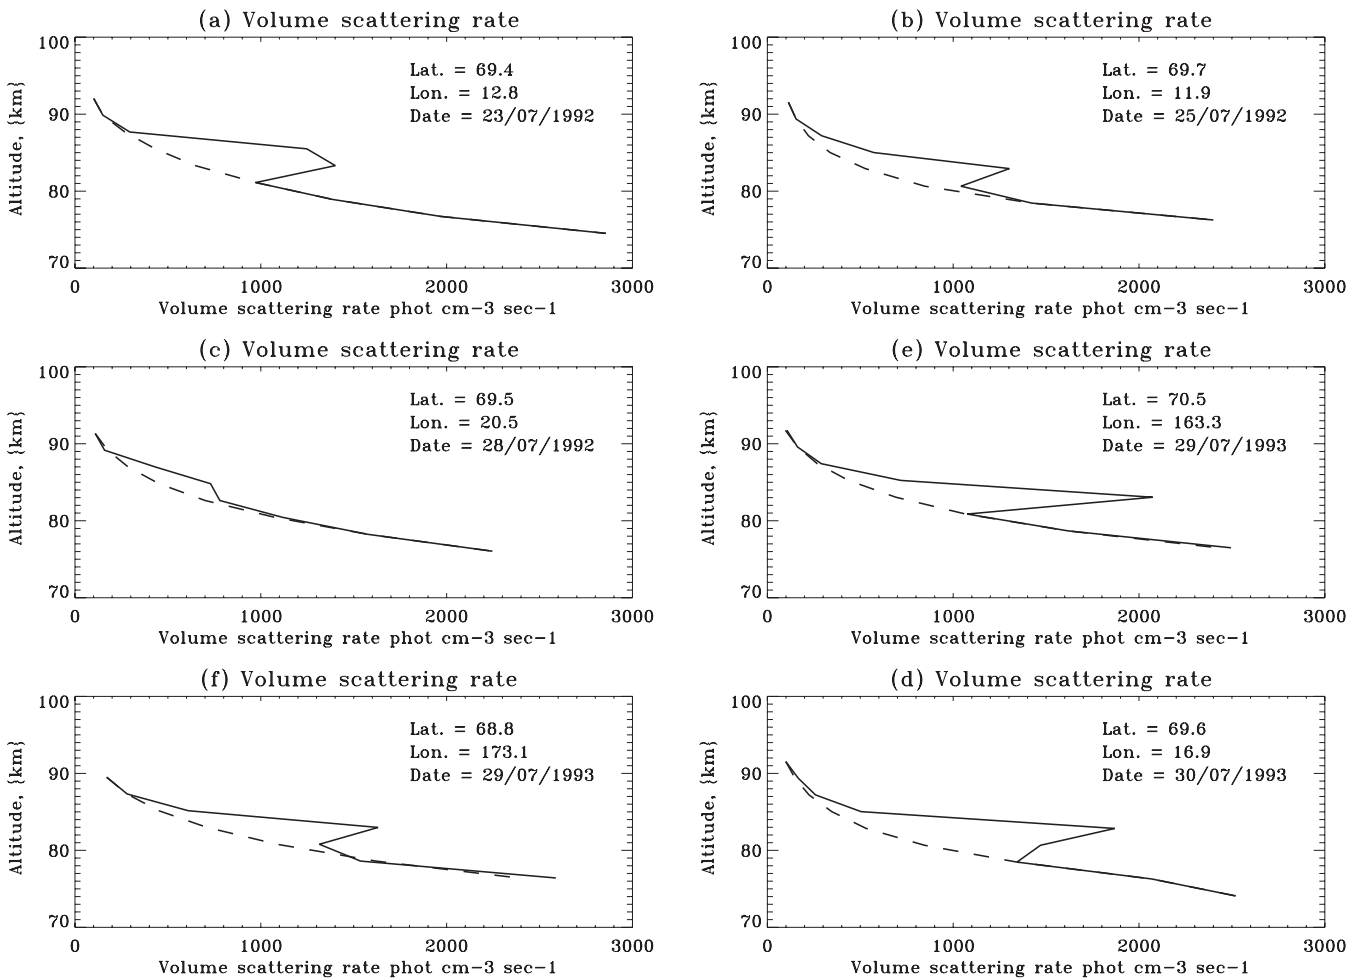 (a) Volume scattering rate
100
90
80
70
Altitude, {km}
Lat. = 69.4
Lon. = 12.8
Date = 23/07/1992
0 1000 2000 3000
Volume scattering rate phot cm-3 sec-1
(b) Volume scattering rate
100
90
80
70
Altitude, {km}
Lat. = 69.7
Lon. = 11.9
Date = 25/07/1992
0 1000 2000 3000
Volume scattering rate phot cm-3 sec-1
(c) Volume scattering rate
100
90
80
70
Altitude, {km}
Lat. = 69.5
Lon. = 20.5
Date = 28/07/1992
0 1000 2000 3000
Volume scattering rate phot cm-3 sec-1
(e) Volume scattering rate
100
90
80
70
Altitude, {km}
Lat. = 70.5
Lon. = 163.3
Date = 29/07/1993
0 1000 2000 3000
Volume scattering rate phot cm-3 sec-1
(f) Volume scattering rate
100
90
80
70
Altitude, {km}
Lat. = 68.8
Lon. = 173.1
Date = 29/07/1993
0 1000 2000 3000
Volume scattering rate phot cm-3 sec-1
(d) Volume scattering rate
100
90
80
70
Altitude, {km}
Lat. = 69.6
Lon. = 16.9
Date = 30/07/1993
0 1000 2000 3000
Volume scattering rate phot cm-3 sec-1